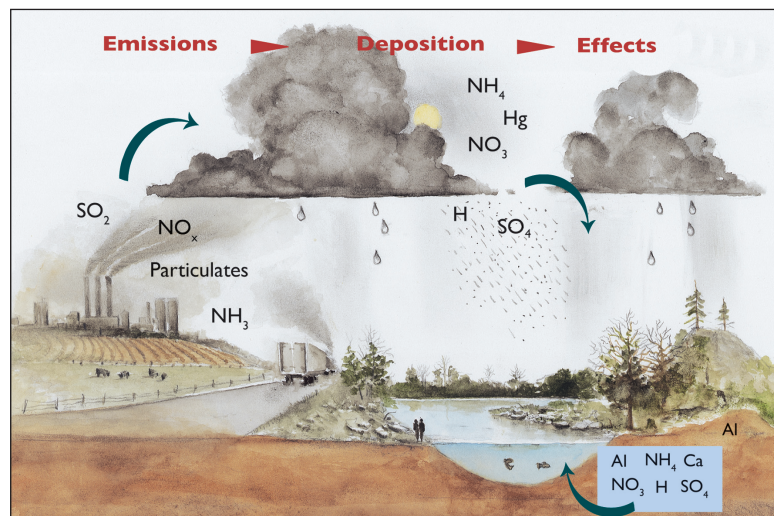 Emissions Deposition Effects
NH₄
Hg
NO₃
SO₂
NOₓ
H
SO₄
Particulates
NH₃
Al
Al NH₄ Ca
NO₃ H SO₄